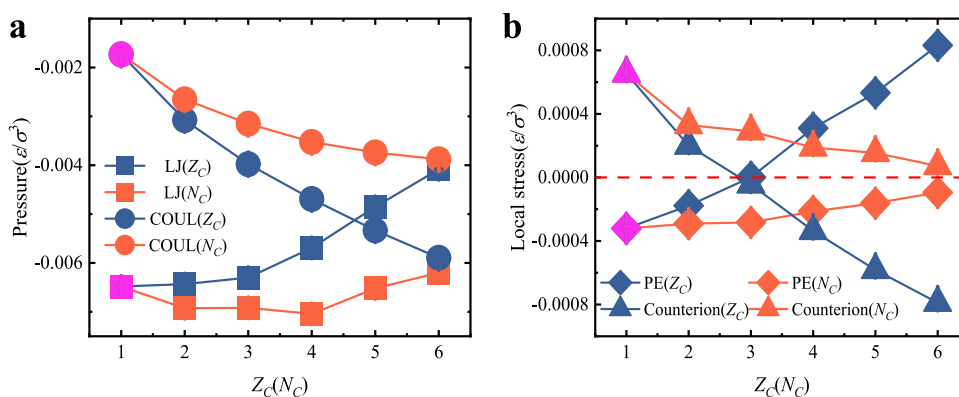 a
Pressure(ε/σ³)
-0.002
-0.004
-0.006
LJ(Z_C)
LJ(N_C)
COUL(Z_C)
COUL(N_C)
1 2 3 4 5 6
Z_C(N_C)
b
Local stress(ε/σ³)
0.0008
0.0004
0.0000
-0.0004
-0.0008
PE(Z_C) PE(N_C)
Counterion(Z_C) Counterion(N_C)
1 2 3 4 5 6
Z_C(N_C)